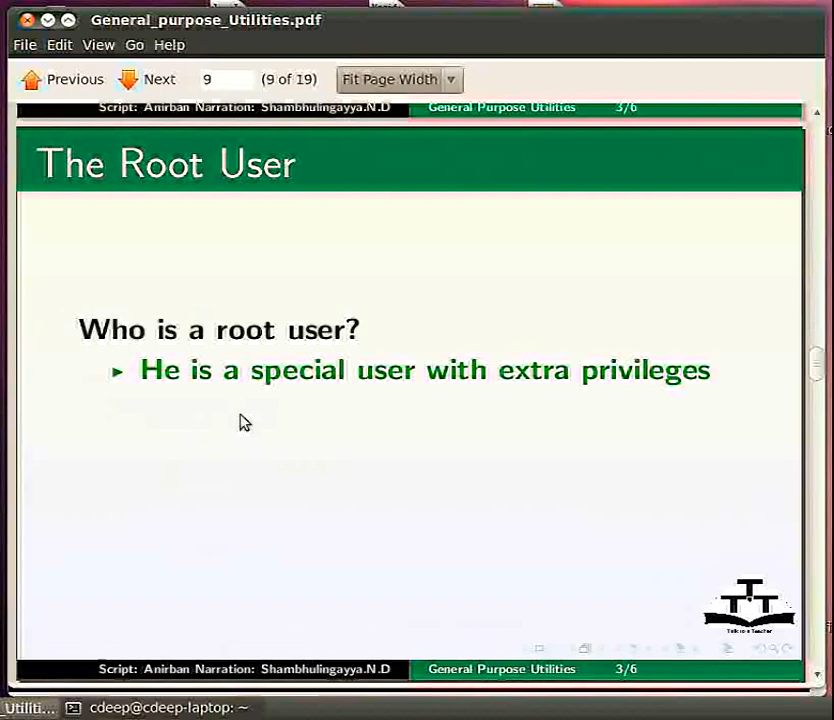 General_purpose_Utilities.pdf
File Edit View Go Help
Previous Next 9 (9 of 19) Fit Page Width
Script: Anirban Narration: Shambhulingayya.N.D General Purpose Utilities 3/6
The Root User
Who is a root user?
He is a special user with extra privileges
T
T T
Talk to a Teacher
Script: Anirban Narration: Shambhulingayya.N.D General Purpose Utilities 3/6
Utiliti... cdeep@cdeep-laptop: ~